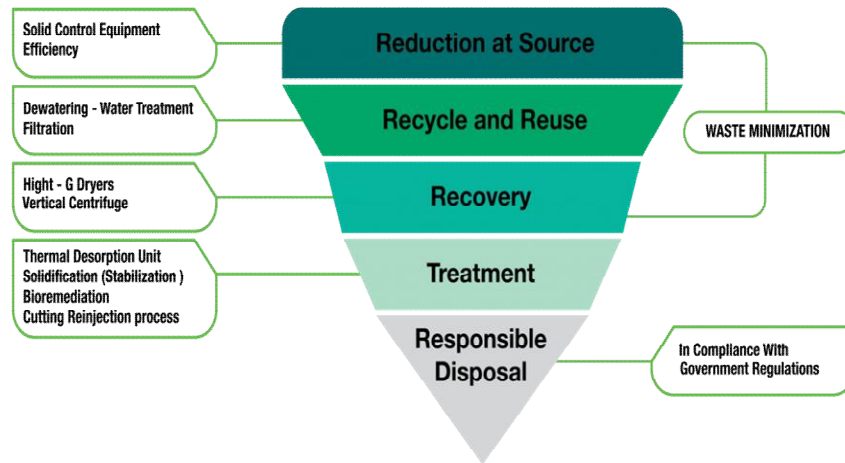 Solid Control Equipment
Efficiency
Reduction at Source
Dewatering - Water Treatment
Filtration
Recycle and Reuse
WASTE MINIMIZATION
Hight - G Dryers
Vertical Centrifuge
Recovery
Thermal Desorption Unit
Solidification (Stabilization )
Bioremediation
Cutting Reinjection process
Treatment
Responsible
Disposal
In Compliance With
Government Regulations